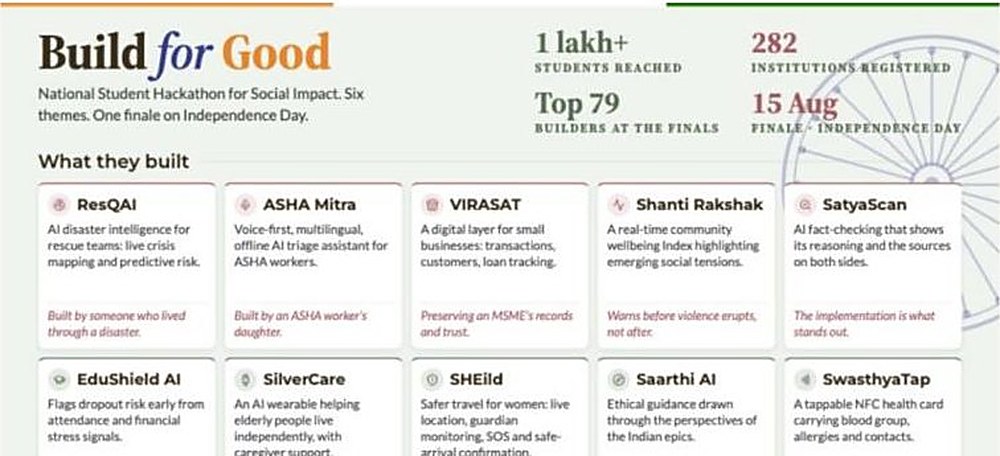 Build for Good
National Student Hackathon for Social Impact. Six
themes. One finale on Independence Day.
1 lakh+
STUDENTS REACHED
282
INSTITUTIONS REGISTERED
Top 79
BUILDERS AT THE FINALS
15 Aug
FINALE · INDEPENDENCE DAY
What they built
ResQAI
AI disaster intelligence for
rescue teams: live crisis
mapping and predictive risk.
Built by someone who lived
through a disaster.
ASHA Mitra
Voice-first, multilingual,
offline AI triage assistant for
ASHA workers.
Built by an ASHA worker's
daughter.
VIRASAT
A digital layer for small
businesses: transactions,
customers, loan tracking.
Preserving an MSME's records
and trust.
Shanti Rakshak
A real-time community
wellbeing Index highlighting
emerging social tensions.
Warns before violence erupts,
not after.
SatyaScan
AI fact-checking that shows
its reasoning and the sources
on both sides.
The implementation is what
stands out.
EduShield AI
Flags dropout risk early from
attendance and financial
stress signals.
SilverCare
An AI wearable helping
elderly people live
independently, with
caregiver support.
SHEild
Safer travel for women: live
location, guardian
monitoring, SOS and safe-
arrival confirmation.
Saarthi AI
Ethical guidance drawn
through the perspectives of
the Indian epics.
SwasthyaTap
A tappable NFC health card
carrying blood group,
allergies and contacts.